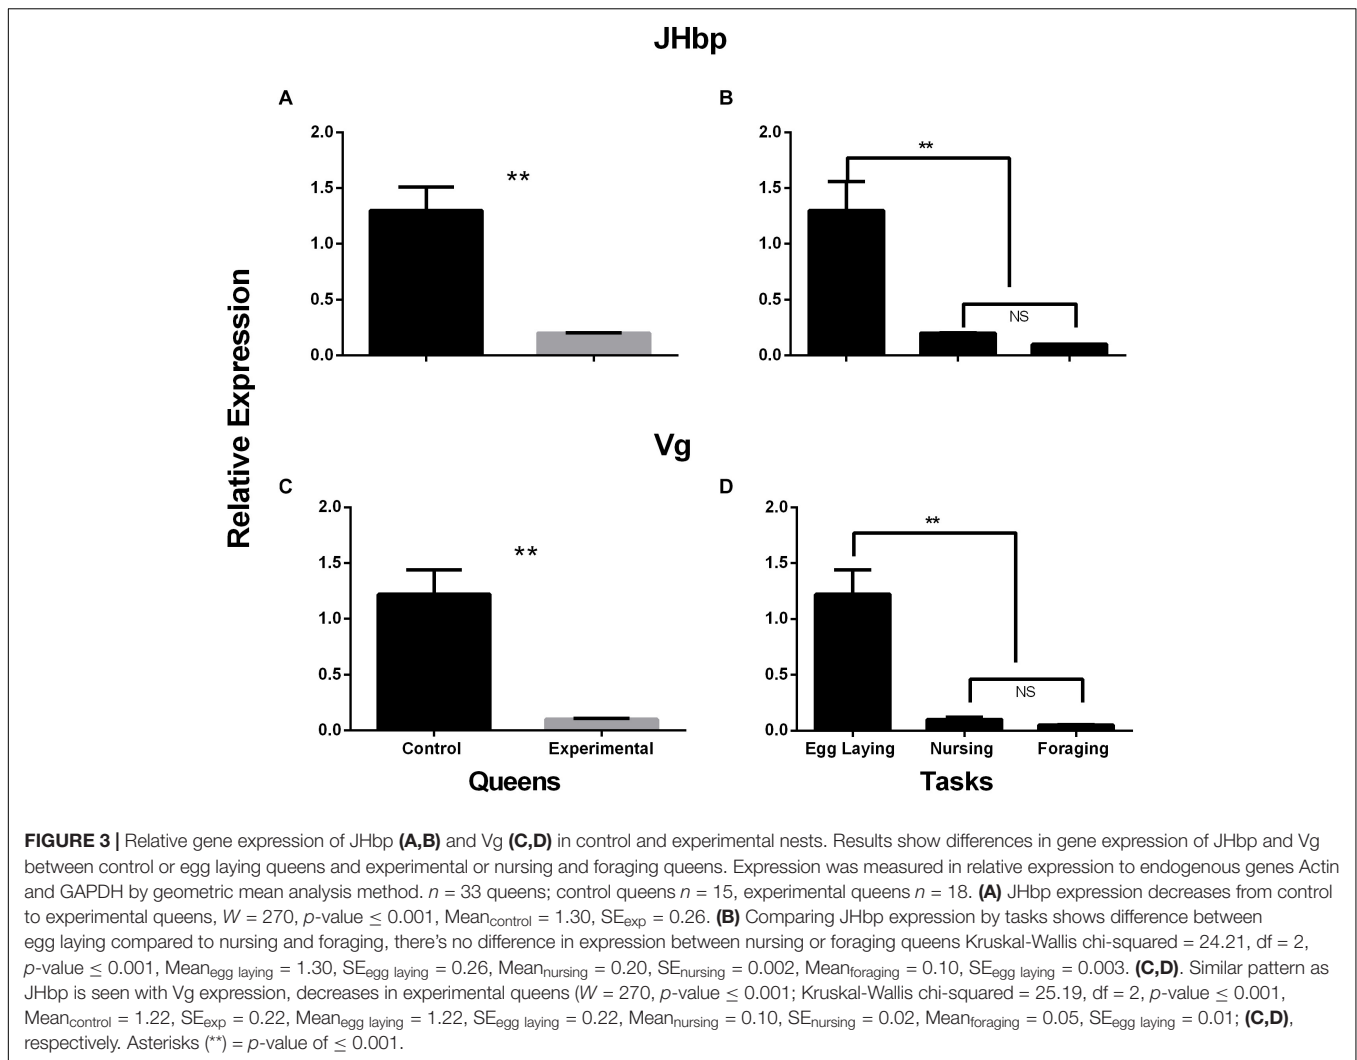 JHbp
A
B
2.0
1.5
1.0
0.5
0.0
**
2.0
1.5
1.0
0.5
0.0
**
NS
Relative Expression
Vg
C
D
2.0
1.5
1.0
0.5
0.0
**
Control
Experimental
Queens
2.0
1.5
1.0
0.5
0.0
**
NS
Egg Laying
Nursing
Foraging
Tasks
FIGURE 3 | Relative gene expression of JHbp (A,B) and Vg (C,D) in control and experimental nests. Results show differences in gene expression of JHbp and Vg
between control or egg laying queens and experimental or nursing and foraging queens. Expression was measured in relative expression to endogenous genes Actin
and GAPDH by geometric mean analysis method. n = 33 queens; control queens n = 15, experimental queens n = 18. (A) JHbp expression decreases from control
to experimental queens, W = 270, p-value ≤ 0.001, Meancontrol = 1.30, SEexp = 0.26. (B) Comparing JHbp expression by tasks shows difference between
egg laying compared to nursing and foraging, there's no difference in expression between nursing or foraging queens Kruskal-Wallis chi-squared = 24.21, df = 2,
p-value ≤ 0.001, Meanegg laying = 1.30, SEegg laying = 0.26, Meannursing = 0.20, SEnursing = 0.002, Meanforaging = 0.10, SEegg laying = 0.003. (C,D). Similar pattern as
JHbp is seen with Vg expression, decreases in experimental queens (W = 270, p-value ≤ 0.001; Kruskal-Wallis chi-squared = 25.19, df = 2, p-value ≤ 0.001,
Meancontrol = 1.22, SEexp = 0.22, Meanegg laying = 1.22, SEegg laying = 0.22, Meannursing = 0.10, SEnursing = 0.02, Meanforaging = 0.05, SEegg laying = 0.01; (C,D),
respectively. Asterisks (**) = p-value of ≤ 0.001.